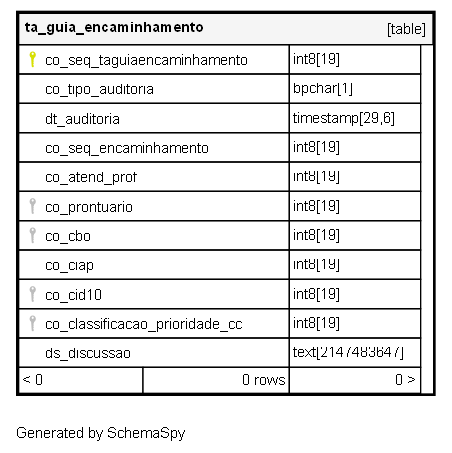 ta_guia_encaminhamento [table]
co_seq_taguiaencaminhamento int8[19]
co_tipo_auditoria bpchar[1]
dt_auditoria timestamp[29,6]
co_seq_encaminhamento int8[19]
co_atend_prof int8[19]
co_prontuario int8[19]
co_cbo int8[19]
co_ciap int8[19]
co_cid10 int8[19]
co_classificacao_prioridade_cc int8[19]
ds_discussao text[2147483647]
< 0 0 rows 0 >
Generated by SchemaSpy